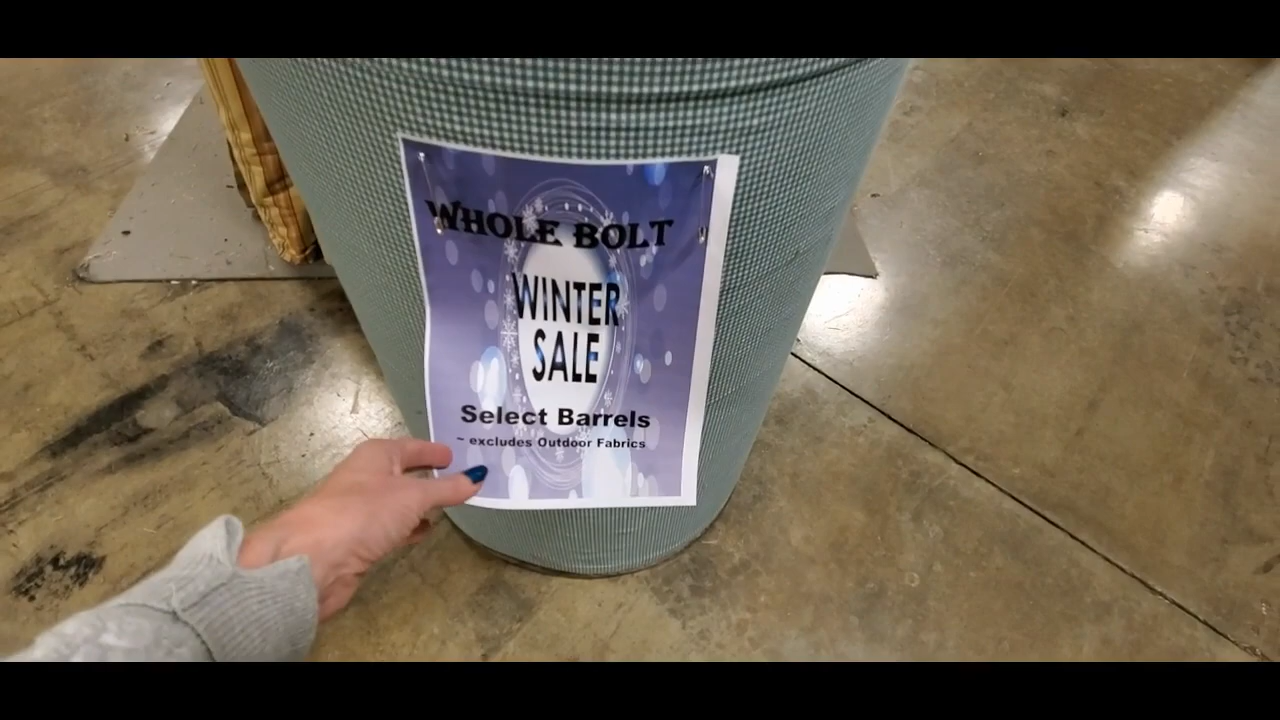 WHOLE BOLT
WINTER
SALE
Select Barrels
~ excludes Outdoor Fabrics